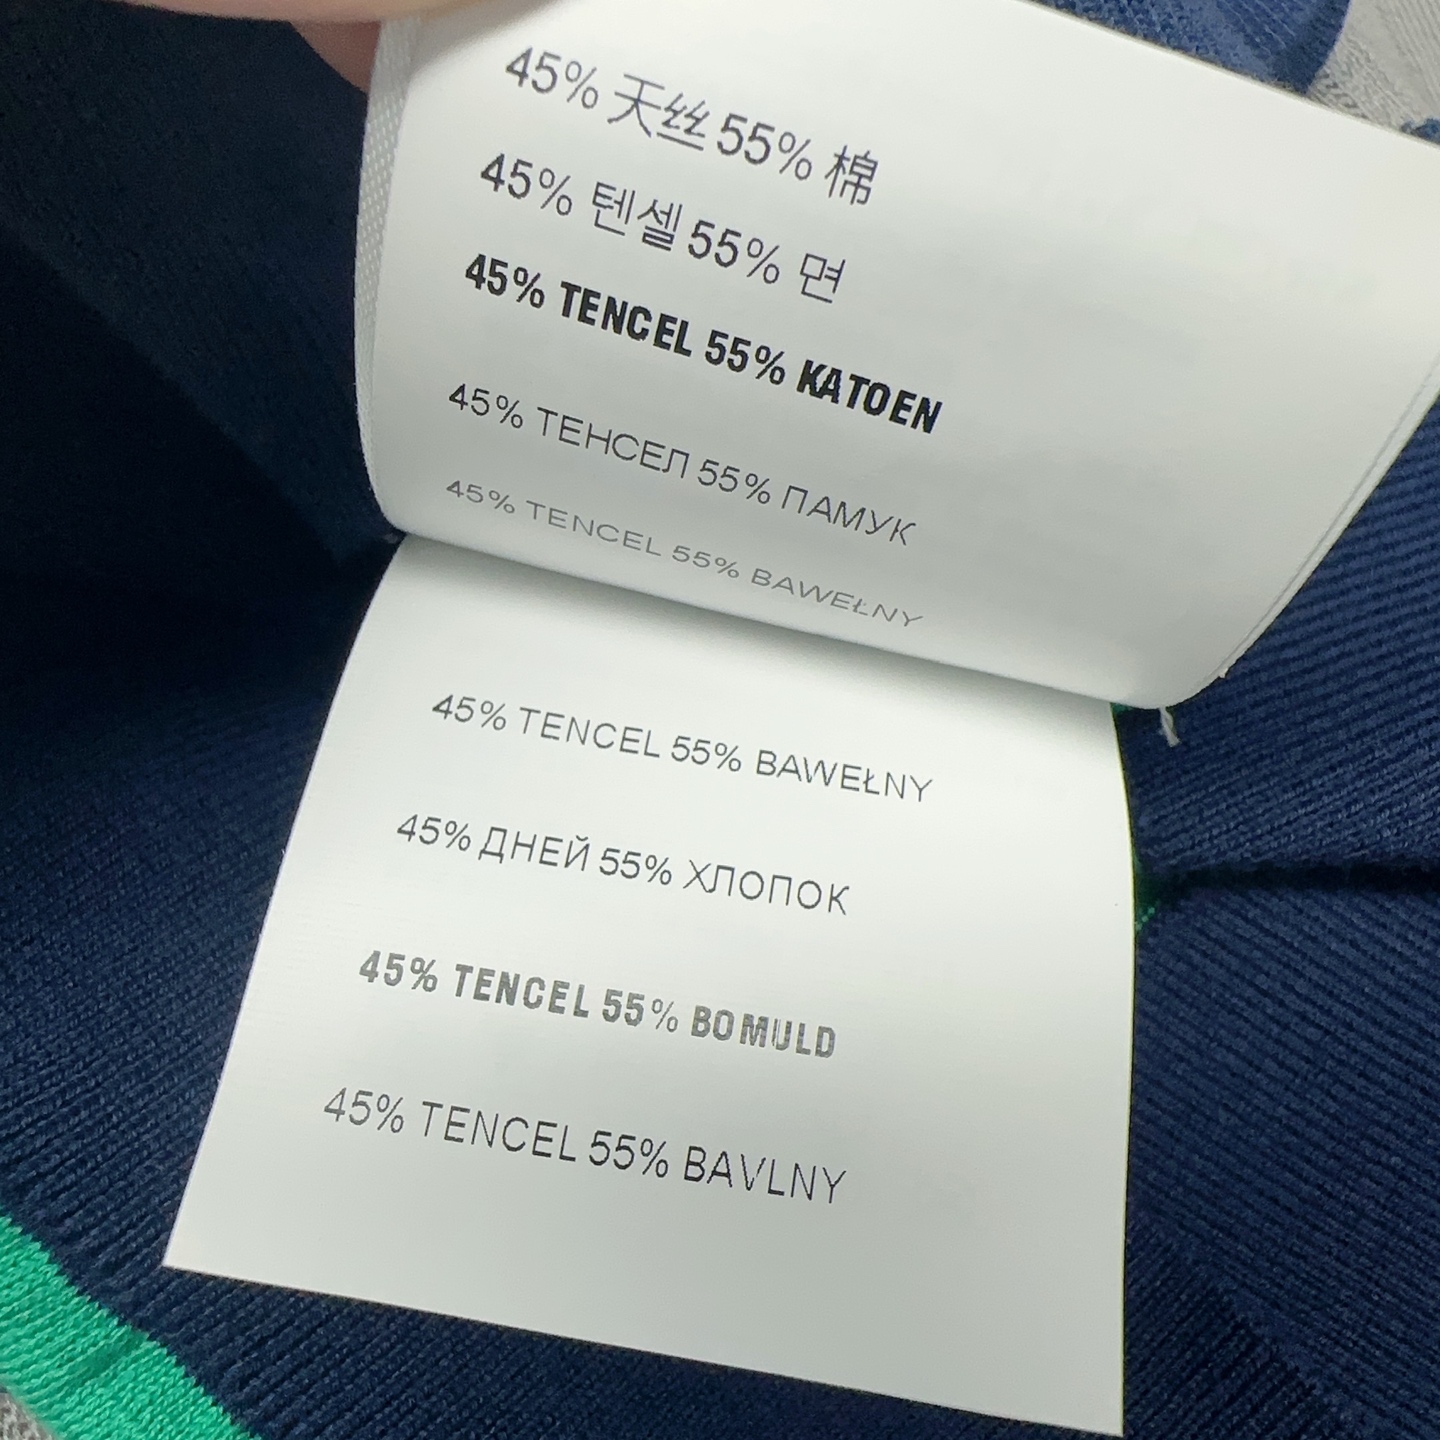 45% 天丝 55% 棉
45% 텐셀 55% 면
45% TENCEL 55% KATOEN
45% ТЕНСЕЛ 55% ПАМУК
45% TENCEL 55% BAWEŁNY
45% TENCEL 55% BAWEŁNY
45% ДНЕЙ 55% ХЛОПОК
45% TENCEL 55% BOMULD
45% TENCEL 55% BAVLNY